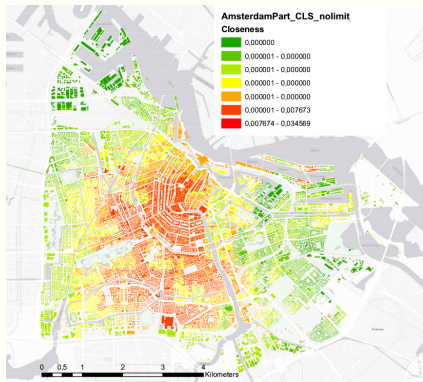 AmsterdamPart_CLS_nolimit
Closeness
0,000000
0,000001 - 0,000000
0,000001 - 0,000000
0,000001 - 0,000000
0,000001 - 0,000000
0,000001 - 0,007673
0,007674 - 0,034569
0 0,5 1 2 3 4
Kilometers